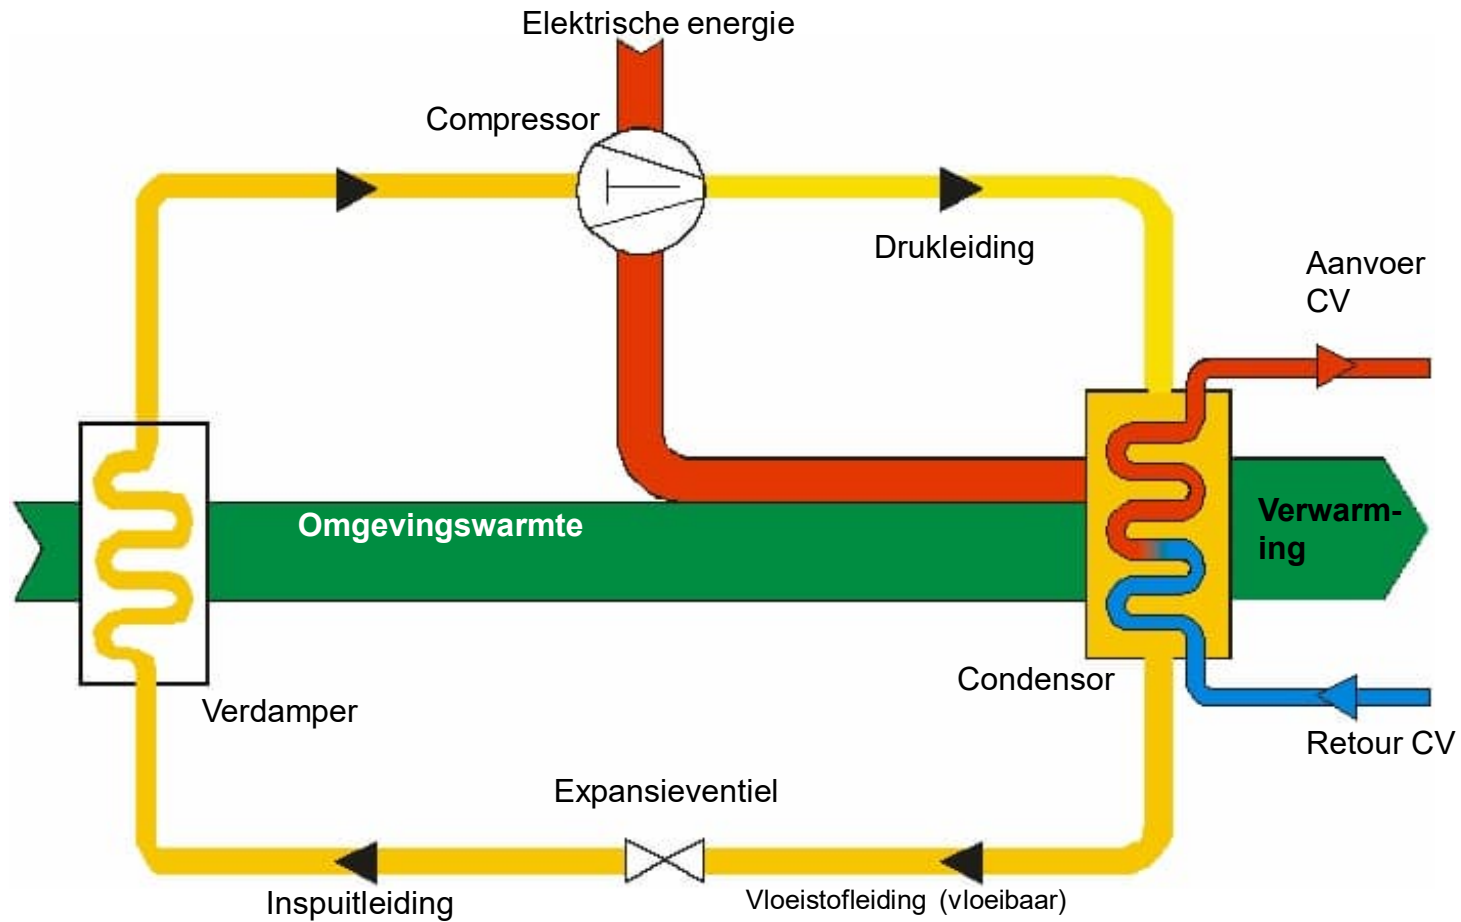 Elektrische energie
Compressor
Drukleiding
Aanvoer
CV
Omgevingswarmte
Verwarm-
ing
Condensor
Verdamper
Retour CV
Expansieventiel
Inspuitleiding
Vloeistofleiding (vloeibaar)